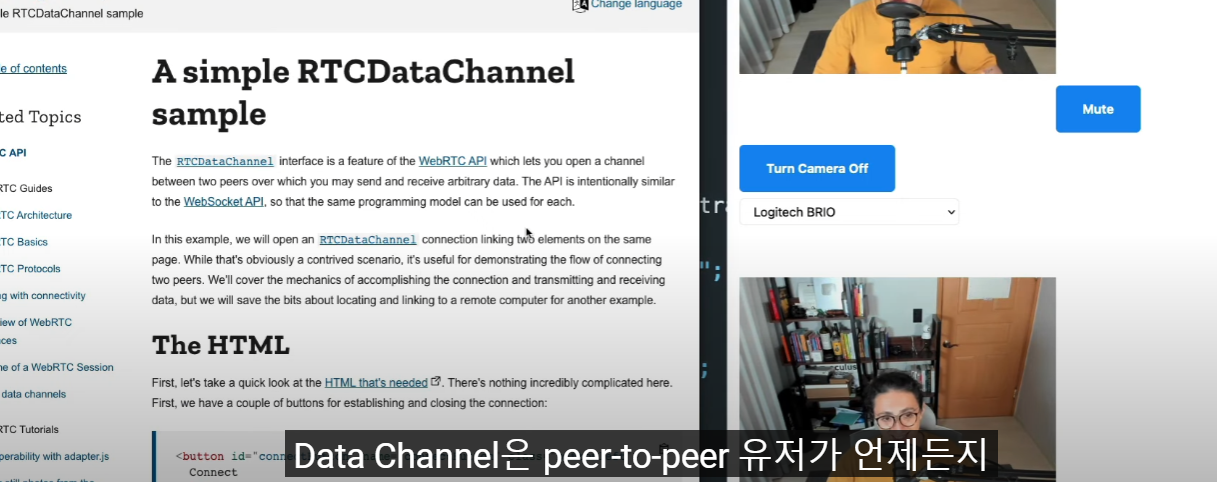 le RTCDataChannel sample
Change language
e of contents
ted Topics
C API
RTC Guides
TC Architecture
TC Basics
TC Protocols
g with connectivity
iew of WebRTC
ces
ne of a WebRTC Session
data channels
RTC Tutorials
perability with adapter.js
A simple RTCDataChannel
sample
The RTCDataChannel interface is a feature of the WebRTC API which lets you open a channel
between two peers over which you may send and receive arbitrary data. The API is intentionally similar
to the WebSocket API, so that the same programming model can be used for each.
In this example, we will open an RTCDataChannel connection linking two elements on the same
page. While that's obviously a contrived scenario, it's useful for demonstrating the flow of connecting
two peers. We'll cover the mechanics of accomplishing the connection and transmitting and receiving
data, but we will save the bits about locating and linking to a remote computer for another example.
The HTML
First, let's take a quick look at the HTML that's needed. There's nothing incredibly complicated here.
First, we have a couple of buttons for establishing and closing the connection:
<button id="conne
Connect
tra
";
;
Mute
Turn Camera Off
Logitech BRIO
Data Channel은 peer-to-peer 유저가 언제든지